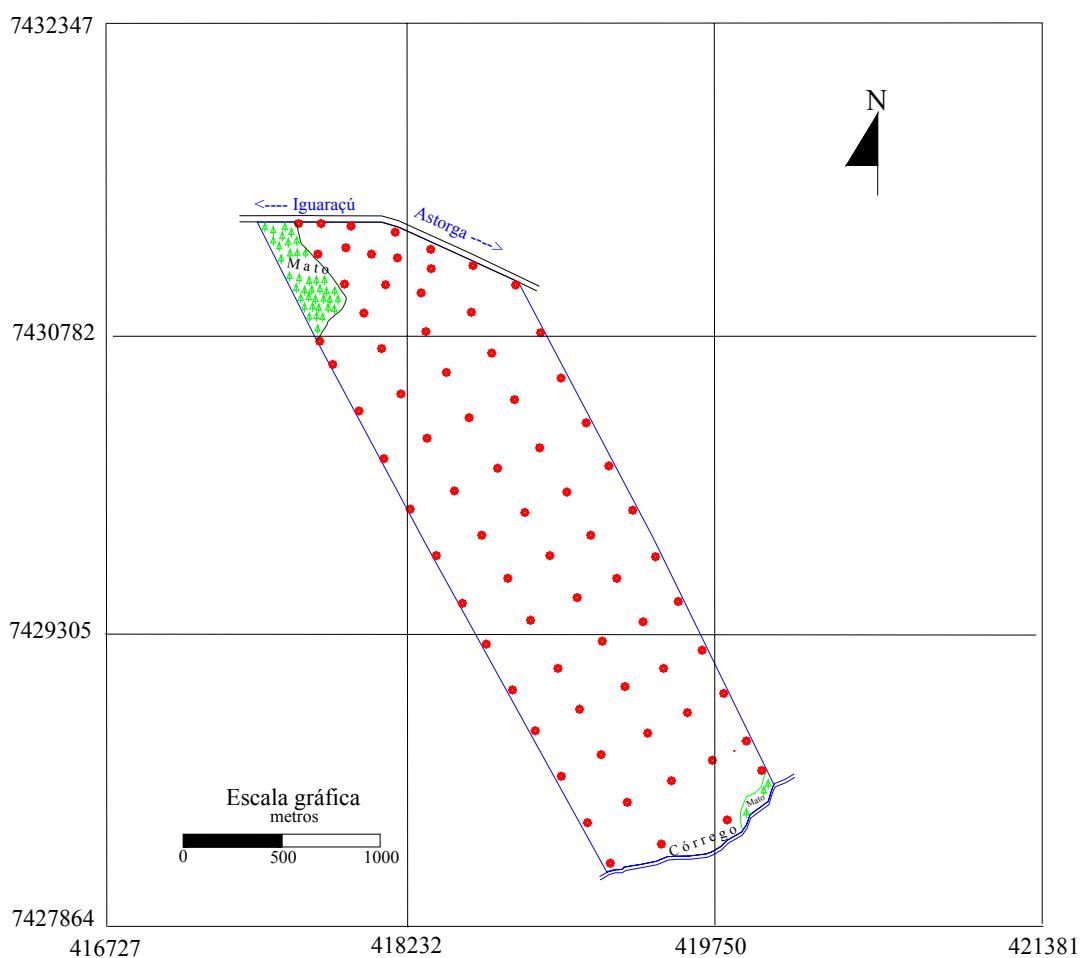 7432347
N
<---- Iguaraçú
Astorga ---->
Mato
7430782
7429305
Escala gráfica
metros
0 500 1000
Mato
Córrego
7427864
416727 418232 419750 421381